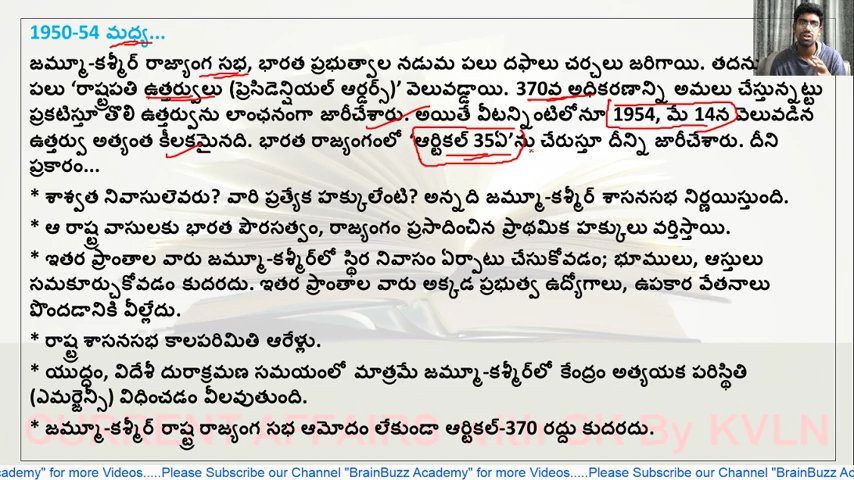 1950-54 మధ్య...
జమ్మూ-కశ్మీర్ రాజ్యాంగ సభ, భారత ప్రభుత్వాల నడుమ పలు దఫాలు చర్చలు జరిగాయి.
పలు 'రాష్ట్రపతి ఉత్తర్వులు (ప్రెసిడెన్షియల్ ఆర్డర్స్)' వెలువడ్డాయి. 370వ అధికరణాన్ని అమలు చేస్తున్నట్టు
ప్రకటిస్తూ తొలి ఉత్తర్వును లాంఛనంగా జారీచేశారు. అయితే వీటన్నింటిలోనూ 1954, మే 14న వెలువడిన
ఉత్తర్వు అత్యంత కీలకమైనది. భారత రాజ్యంగంలో 'ఆర్టికల్ 35ఏ'ను చేరుస్తూ దీన్ని జారీచేశారు. దీని
ప్రకారం...
* శాశ్వత నివాసులెవరు? వారి ప్రత్యేక హక్కులేంటి? అన్నది జమ్మూ-కశ్మీర్ శాసనసభ నిర్ణయిస్తుంది.
* ఆ రాష్ట్ర వాసులకు భారత పౌరసత్వం, రాజ్యంగం ప్రసాదించిన ప్రాథమిక హక్కులు వర్తిస్తాయి.
* ఇతర ప్రాంతాల వారు జమ్మూ-కశ్మీర్‌లో స్థిర నివాసం ఏర్పాటు చేసుకోవడం; భూములు, ఆస్తులు
సమకూర్చుకోవడం కుదరదు. ఇతర ప్రాంతాల వారు అక్కడ ప్రభుత్వ ఉద్యోగాలు, ఉపకార వేతనాలు
పొందడానికి వీల్లేదు.
* రాష్ట్ర శాసనసభ కాలపరిమితి ఆరేళ్లు.
* యుద్ధం, విదేశీ దురాక్రమణ సమయంలో మాత్రమే జమ్మూ-కశ్మీర్‌లో కేంద్రం అత్యయక పరిస్థితి
(ఎమర్జెన్సీ) విధించడం వీలవుతుంది.
* జమ్మూ-కశ్మీర్ రాష్ట్ర రాజ్యంగ సభ ఆమోదం లేకుండా ఆర్టికల్-370 రద్దు కుదరదు.
CURRENT AFFAIRS with GK By KVLN
cademy" for more Videos.....Please Subscribe our Channel "BrainBuzz Academy" for more Videos.....Please Subscribe our Channel "BrainBuzz Ac